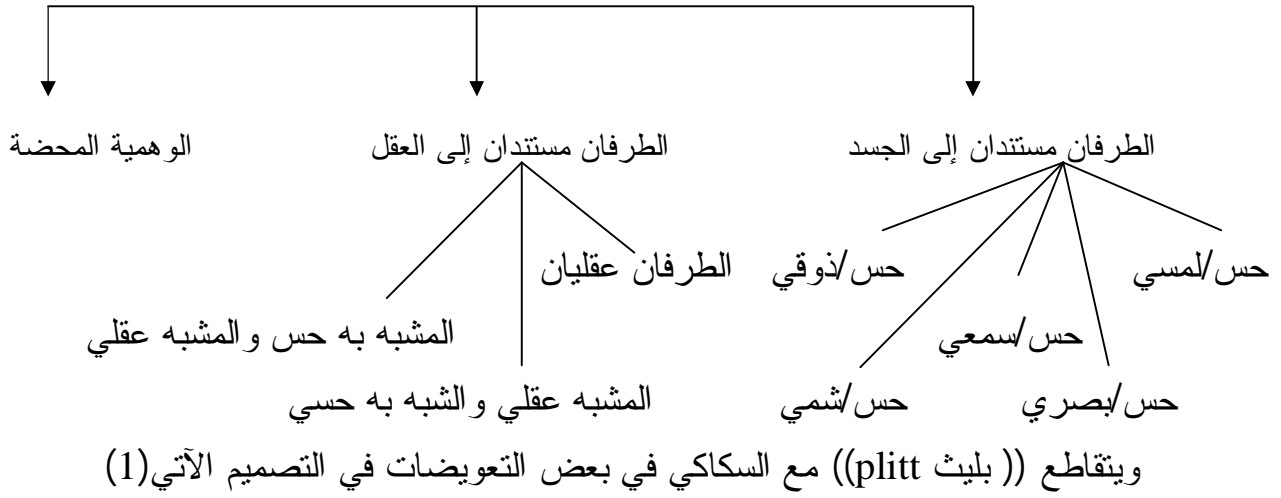 الطرفان مستندان إلى الجسد الطرفان مستندان إلى العقل الوهمية المحضة
حس/لمسي حس/ذوقي الطرفان عقليان
حس/سمعي المشبه به حس والمشبه عقلي
حس/بصري حس/شمي المشبه عقلي والشبه به حسي
ويتقاطع (( بليث plitt)) مع السكاكي في بعض التعويضات في التصميم الآتي(1)